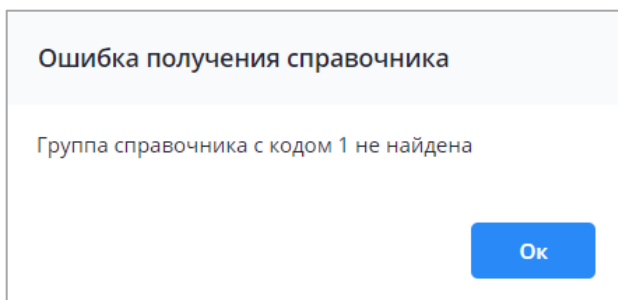 Ошибка получения справочника
Группа справочника с кодом 1 не найдена
Ок